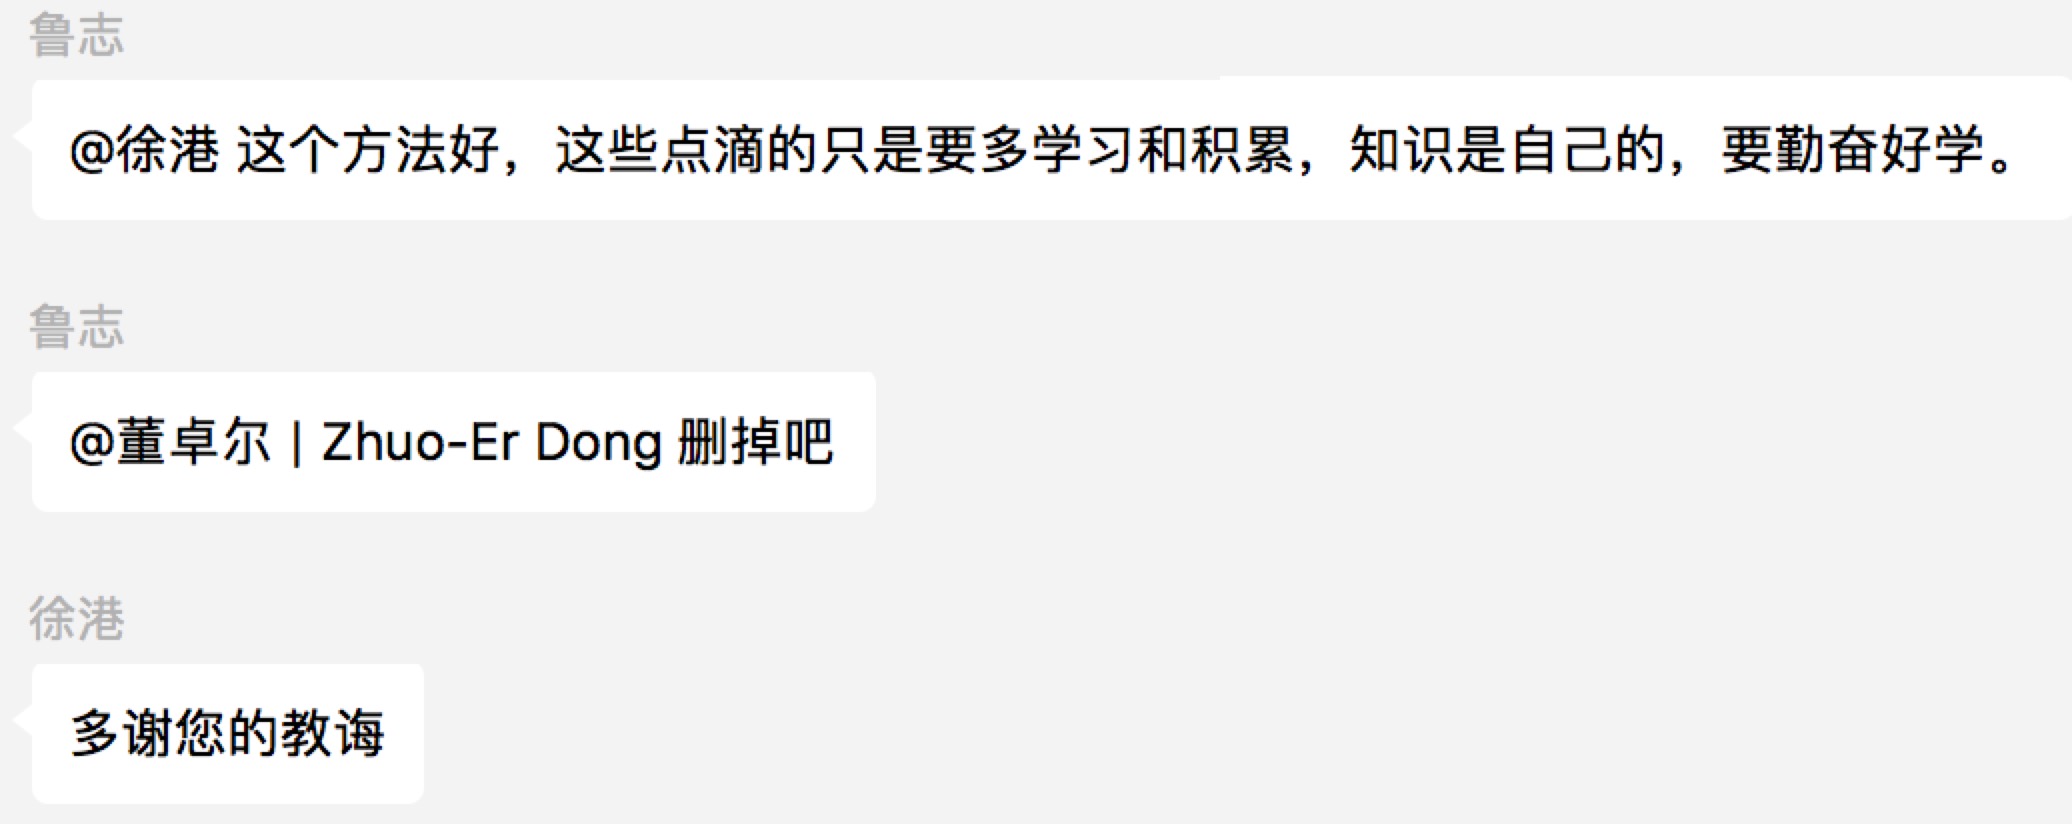 鲁志
@徐港 这个方法好，这些点滴的只是要多学习和积累，知识是自己的，要勤奋好学。
鲁志
@董卓尔 | Zhuo-Er Dong 删掉吧
徐港
多谢您的教诲